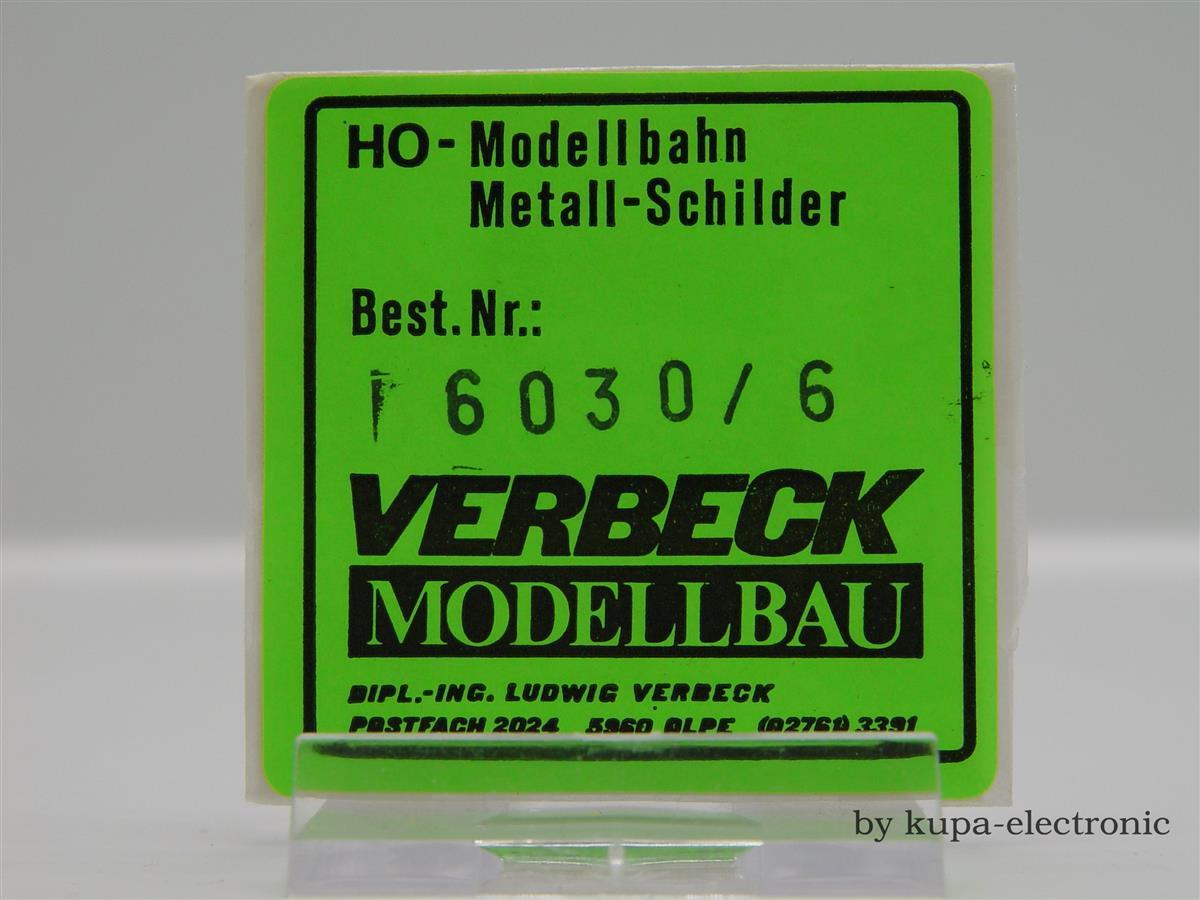 HO-Modellbahn
Metall-Schilder
Best.Nr.:
6030/6
VERBECK
MODELLBAU
DIPL.-ING. LUDWIG VERBECK
POSTFACH 2024 5960 OLPE (02761) 3391
by kupa-electronic